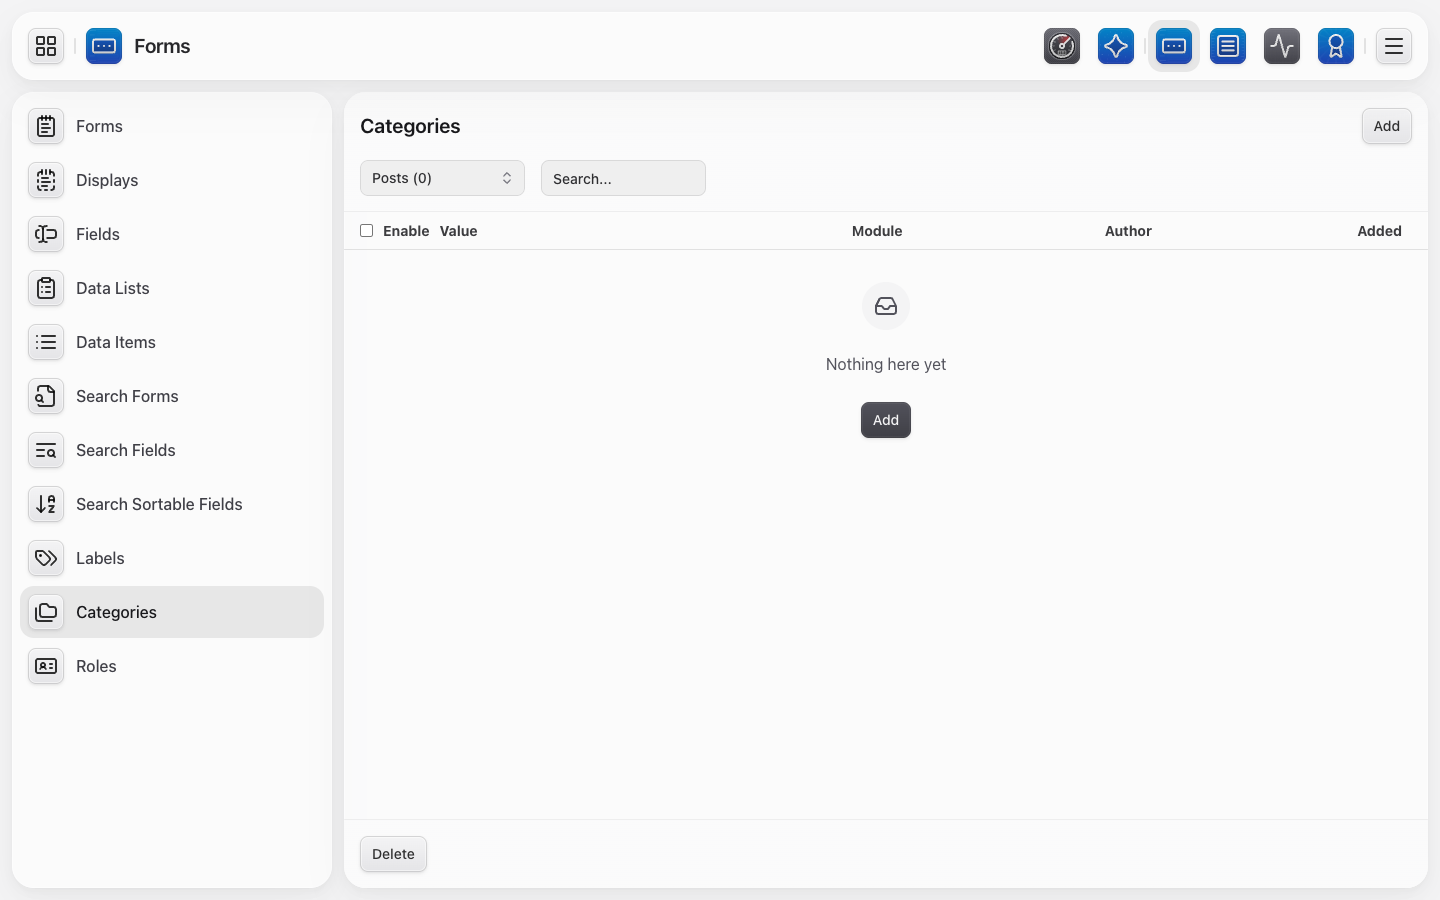 Forms
Forms
Displays
Fields
Data Lists
Data Items
Search Forms
Search Fields
Search Sortable Fields
Labels
Categories
Roles
Categories
Add
Posts (0)
Search...
Enable Value Module Author Added
Nothing here yet
Add
Delete